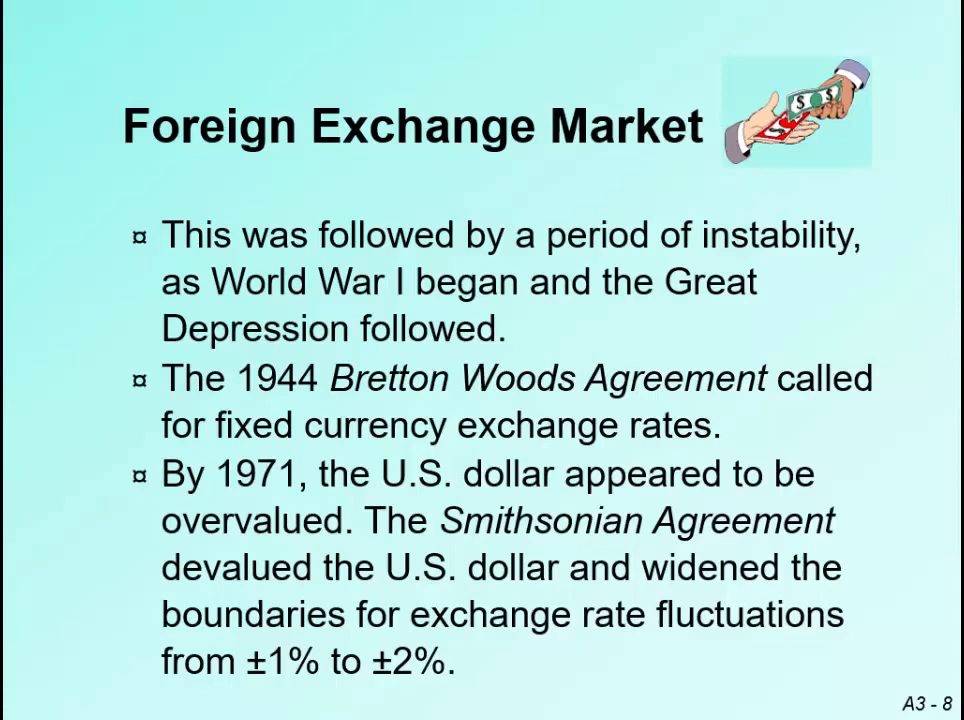 Foreign Exchange Market
¤ This was followed by a period of instability,
as World War I began and the Great
Depression followed.
¤ The 1944 Bretton Woods Agreement called
for fixed currency exchange rates.
¤ By 1971, the U.S. dollar appeared to be
overvalued. The Smithsonian Agreement
devalued the U.S. dollar and widened the
boundaries for exchange rate fluctuations
from ±1% to ±2%.
A3 - 8